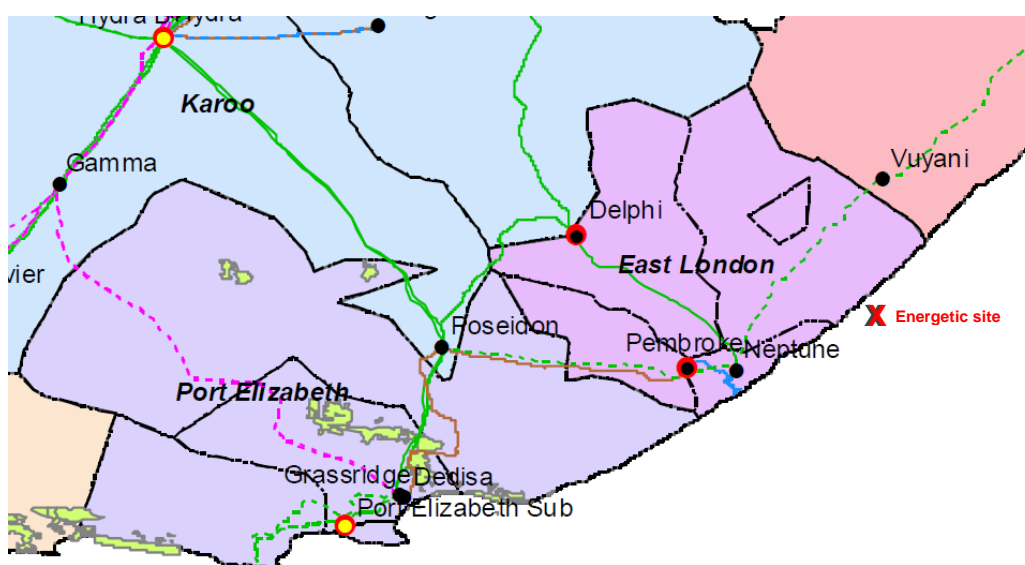 Karoo
Gamma
Vuyani
Delphi
East London
vier
X Energetic site
Poseidon
Pembroke
Neptune
Port Elizabeth
Grassridge
Dedisa
Port Elizabeth Sub